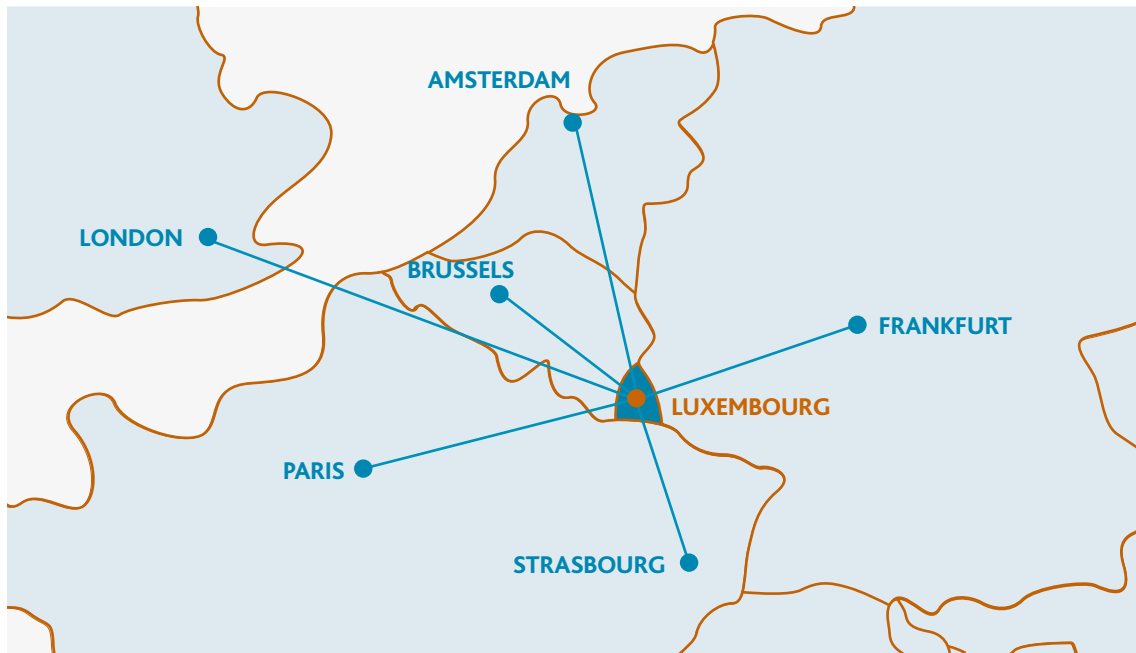 AMSTERDAM
LONDON
BRUSSELS
FRANKFURT
LUXEMBOURG
PARIS
STRASBOURG